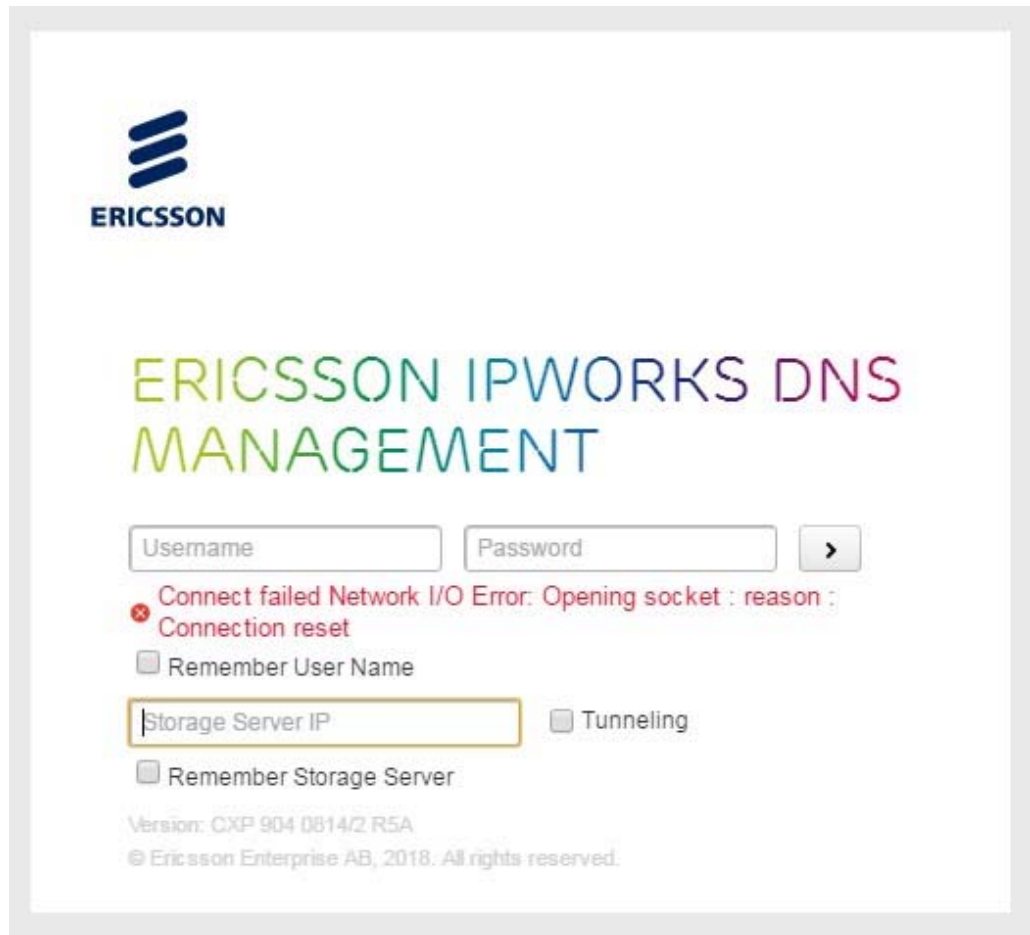 ERICSSON
ERICSSON IPWORKS DNS
MANAGEMENT
Username Password
Connect failed Network I/O Error: Opening socket : reason :
Connection reset
Remember User Name
Storage Server IP Tunneling
Remember Storage Server
Version: CXP 904 0814/2 R5A
© Ericsson Enterprise AB, 2018. All rights reserved.